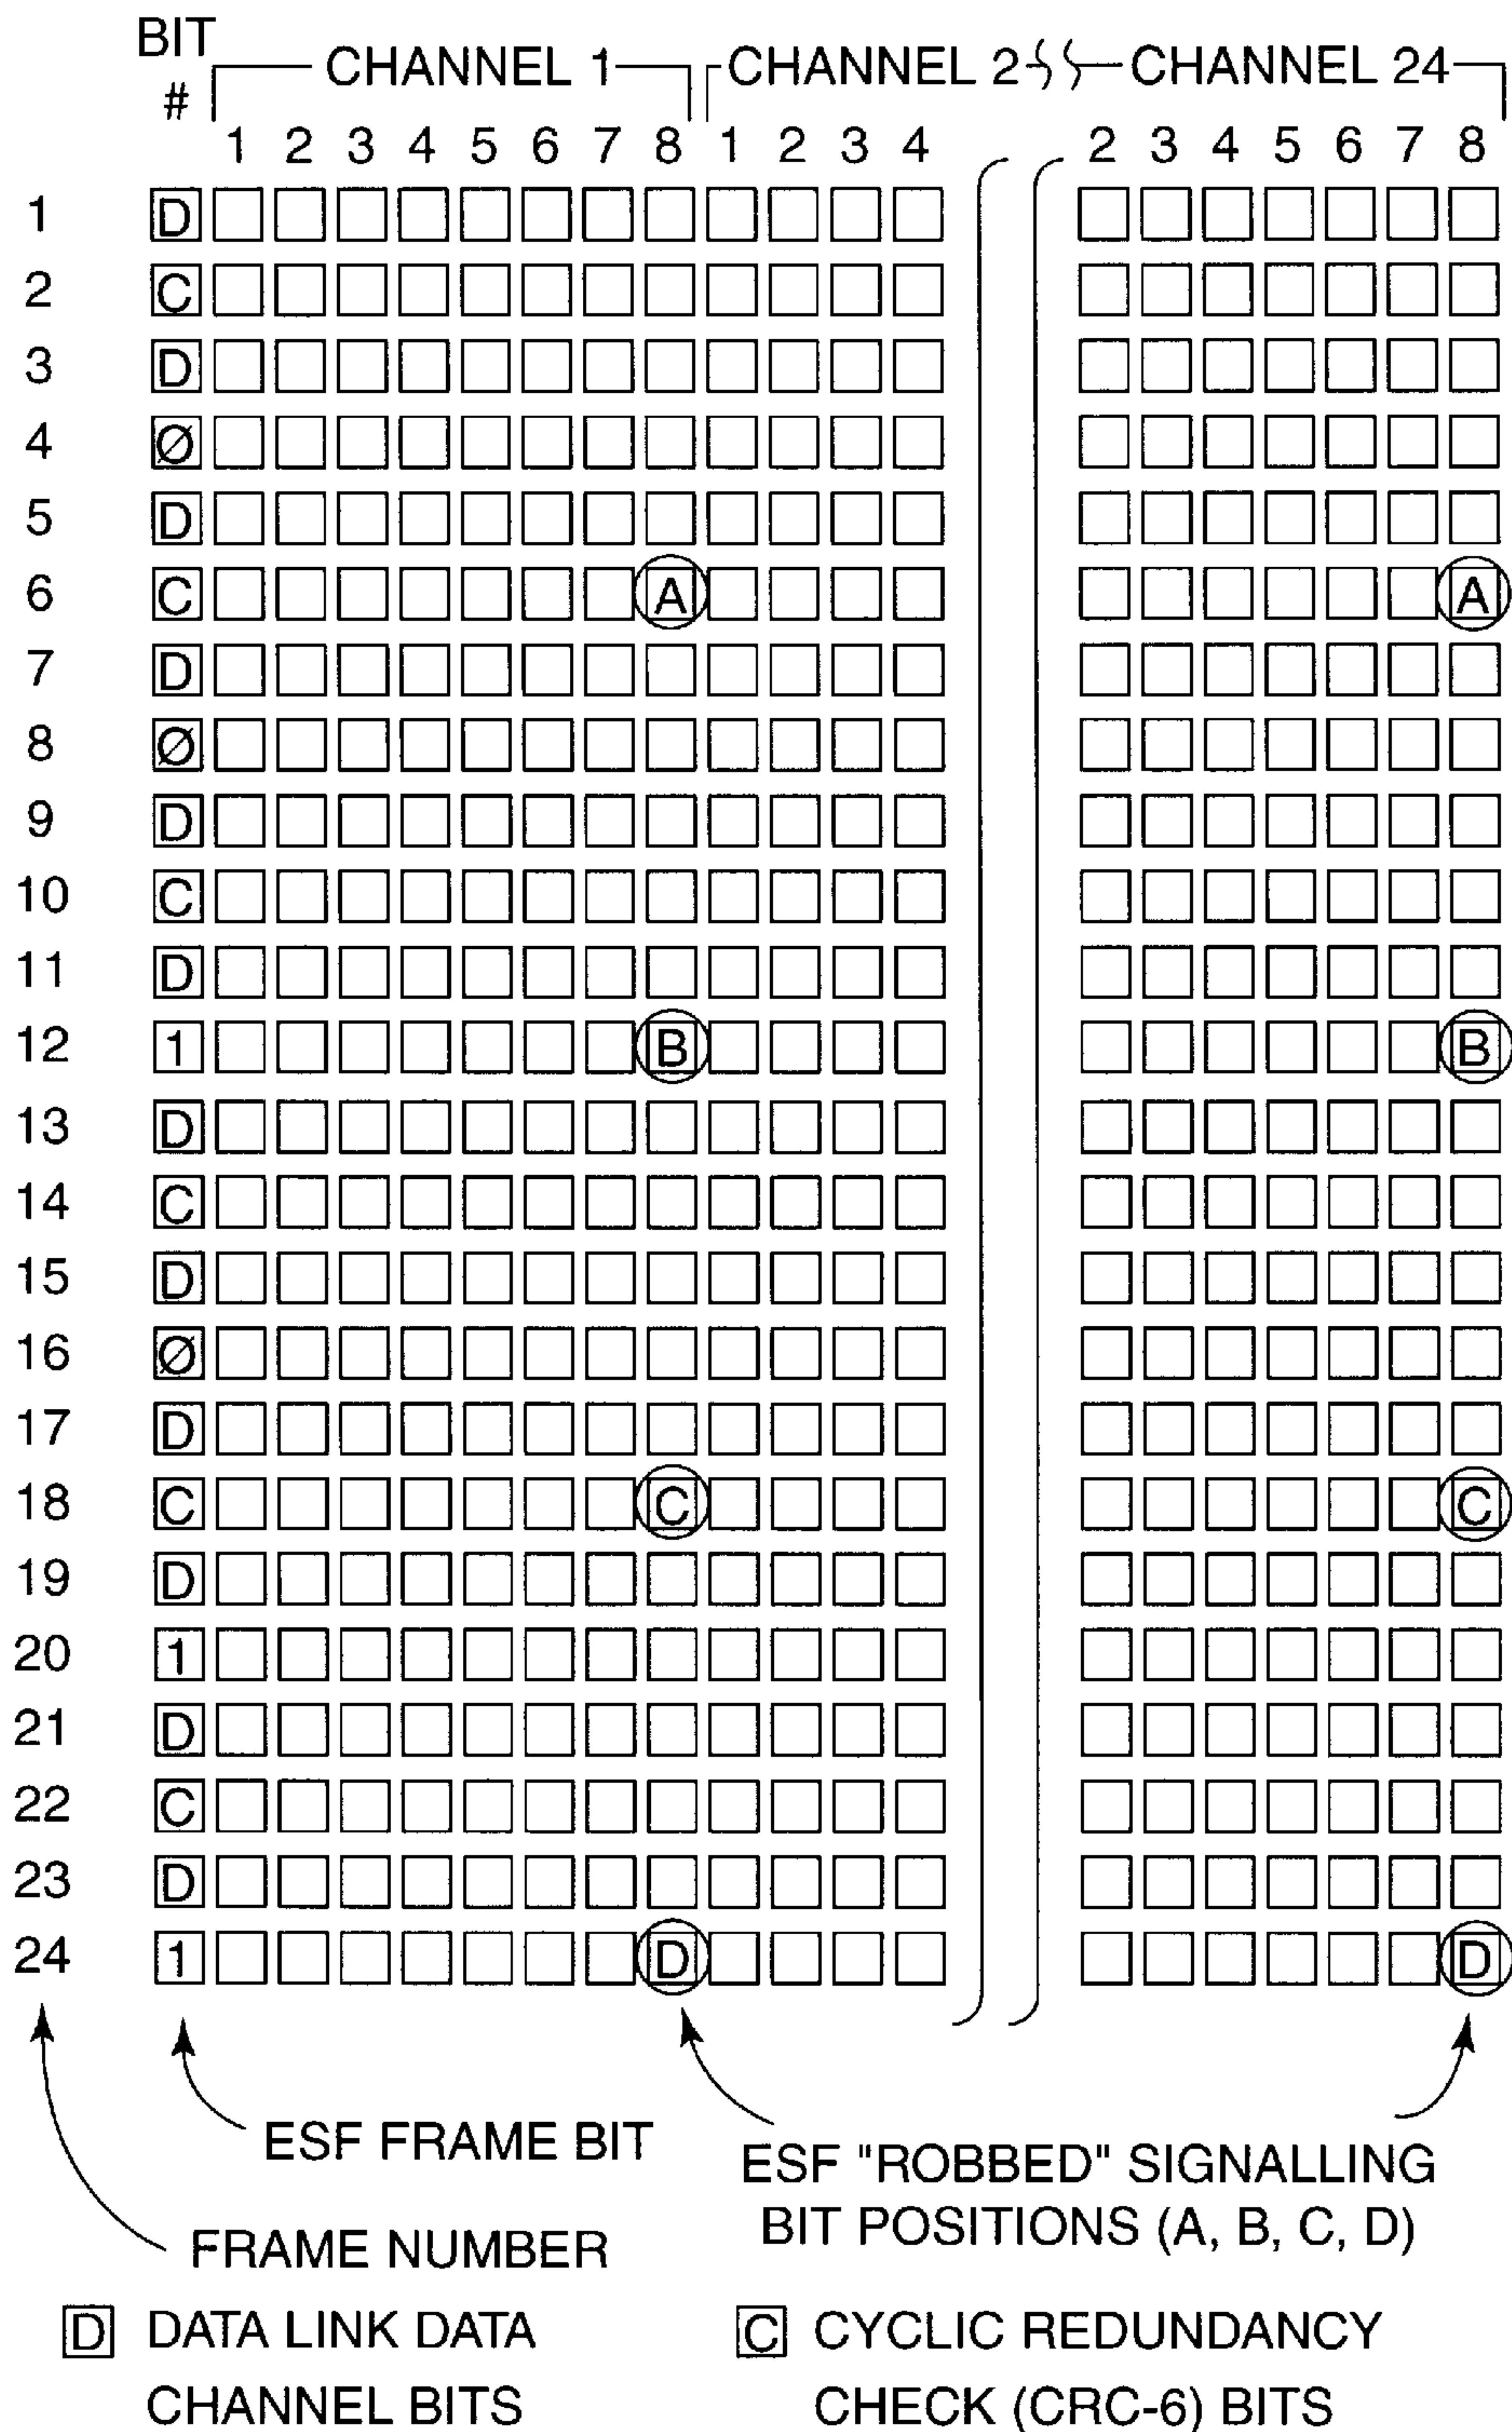 BIT
# CHANNEL 1 CHANNEL 2 CHANNEL 24
1 2 3 4 5 6 7 8 1 2 3 4 2 3 4 5 6 7 8
1 D
2 C
3 D
4 Ø
5 D
6 C A A
7 D
8 Ø
9 D
10 C
11 D
12 1 B B
13 D
14 C
15 D
16 Ø
17 D
18 C C C
19 D
20 1
21 D
22 C
23 D
24 1 D D
ESF FRAME BIT
FRAME NUMBER
ESF "ROBBED" SIGNALLING
BIT POSITIONS (A, B, C, D)
D DATA LINK DATA
CHANNEL BITS
C CYCLIC REDUNDANCY
CHECK (CRC-6) BITS